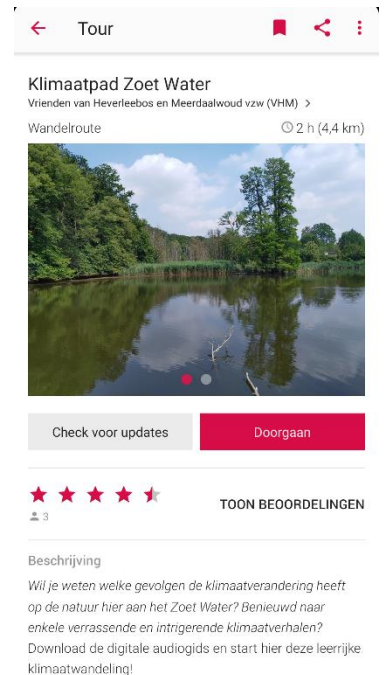 Tour
Klimaatpad Zoet Water
Vrienden van Heverleebos en Meerdaalwoud vzw (VHM) >
Wandelroute
2 h (4,4 km)
Check voor updates
Doorgaan
3
TOON BEOORDELINGEN
Beschrijving
Wil je weten welke gevolgen de klimaatverandering heeft
op de natuur hier aan het Zoet Water? Benieuwd naar
enkele verrassende en intrigerende klimaatverhalen?
Download de digitale audiogids en start hier deze leerrijke
klimaatwandeling!